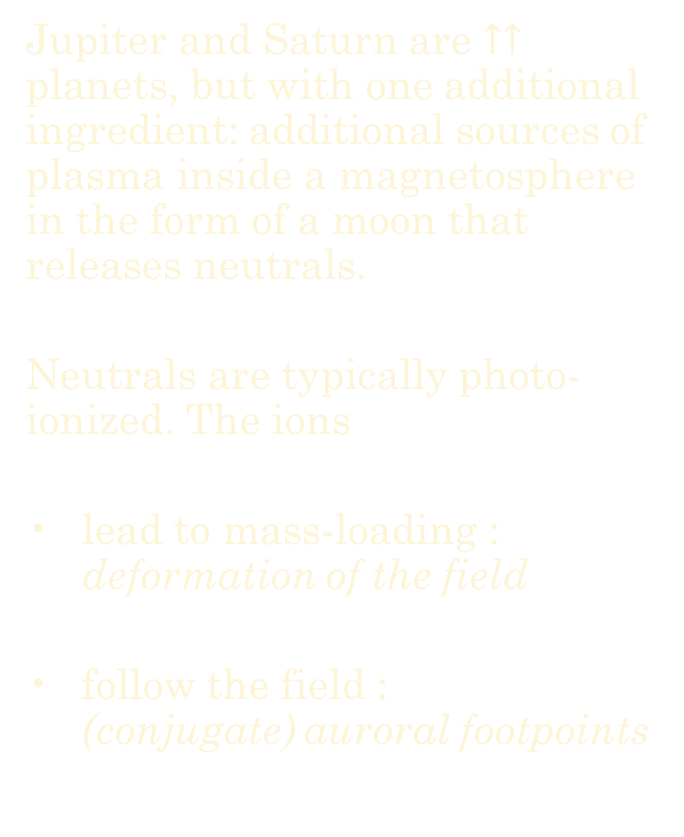 Jupiter and Saturn are ↑↑
planets, but with one additional
ingredient: additional sources of
plasma inside a magnetosphere
in the form of a moon that
releases neutrals.
Neutrals are typically photo-
ionized. The ions
• lead to mass-loading :
deformation of the field
• follow the field :
(conjugate) auroral footpoints